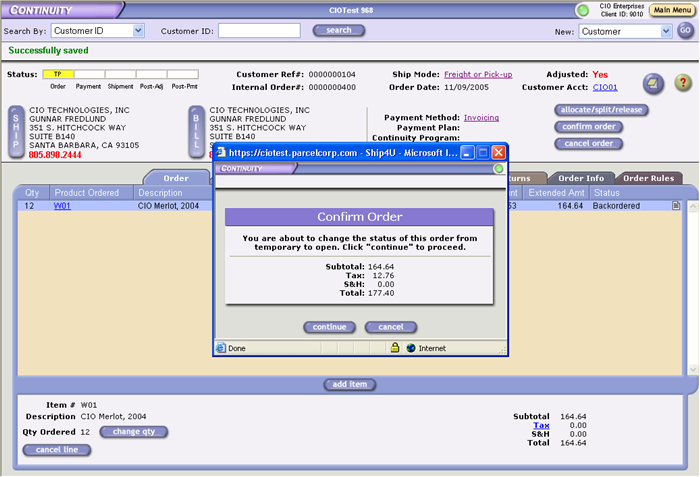 CONTINUITY
CIOTest 968
CIO Enterprises
Client ID: 9010
Main Menu
Search By: Customer ID
Customer ID:
search
New: Customer
GO
Successfully saved
Status: TP
Order Payment Shipment Post-Adj Post-Pmt
Customer Ref#: 0000000104
Internal Order#: 0000000400
Ship Mode: Freight or Pick-up
Order Date: 11/09/2005
Adjusted: Yes
Customer Acct: CIO01
?
SHIP
CIO TECHNOLOGIES, INC
GUNNAR FREDLUND
351 S. HITCHCOCK WAY
SUITE B140
SANTA BARBARA, CA 93105
805.898.2444
BILL
CIO TECHNOLOGIES, INC
GUNNAR FREDLUND
351 S. HITCHCOCK WAY
SUITE B140
Payment Method: Invoicing
Payment Plan:
Continuity Program:
allocate/split/release
confirm order
cancel order
https://ciotest.parcelcorp.com - Ship4U - Microsoft I...
CONTINUITY
Confirm Order
You are about to change the status of this order from
temporary to open. Click "continue" to proceed.
Subtotal: 164.64
Tax: 12.76
S&H: 0.00
Total: 177.40
continue
cancel
Done
Internet
Order
Order Info
Order Rules
Qty Product Ordered Description
Extended Amt Status
12 W01 CIO Merlot, 2004
164.64 Backordered
add item
Item # W01
Description CIO Merlot, 2004
Qty Ordered 12 change qty
cancel line
Subtotal 164.64
Tax 0.00
S&H 0.00
Total 164.64